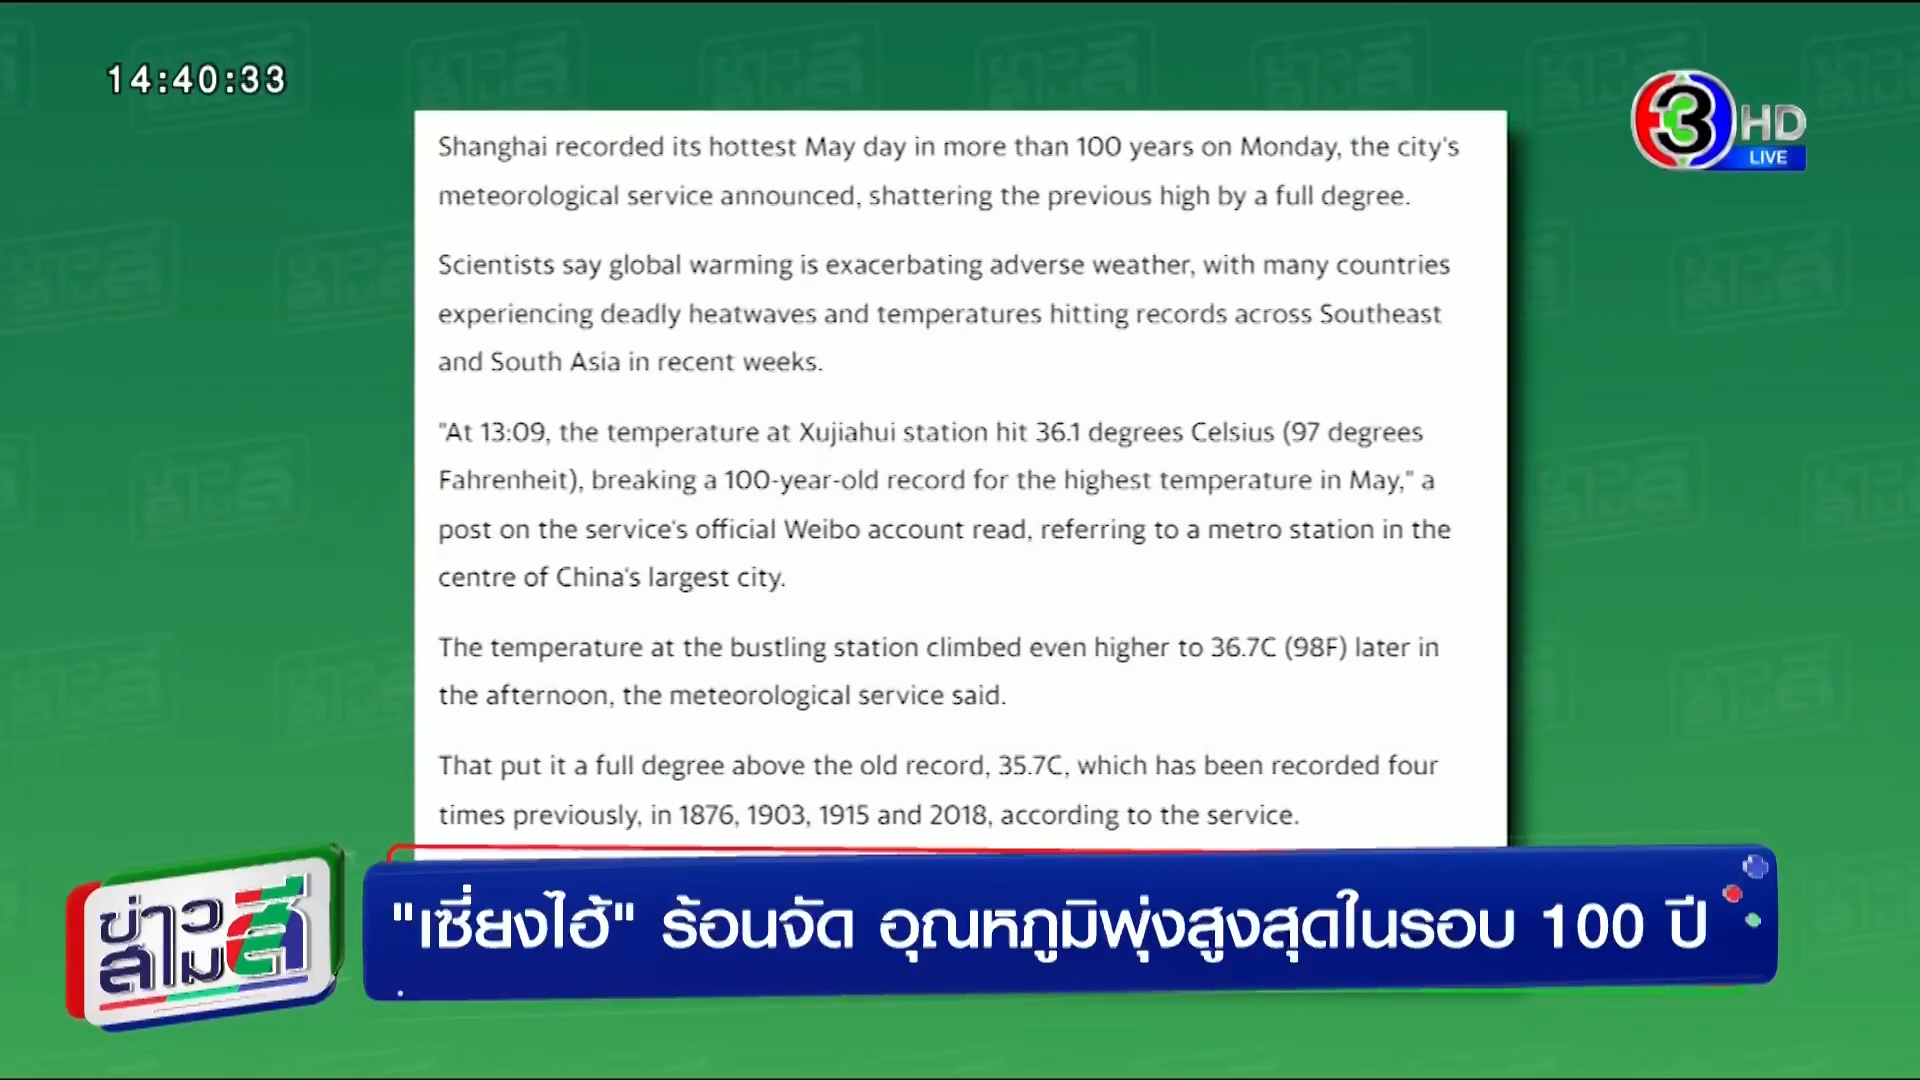 14:40:33
3 HD
LIVE
Shanghai recorded its hottest May day in more than 100 years on Monday, the city's
meteorological service announced, shattering the previous high by a full degree.
Scientists say global warming is exacerbating adverse weather, with many countries
experiencing deadly heatwaves and temperatures hitting records across Southeast
and South Asia in recent weeks.
"At 13:09, the temperature at Xujiahui station hit 36.1 degrees Celsius (97 degrees
Fahrenheit), breaking a 100-year-old record for the highest temperature in May," a
post on the service's official Weibo account read, referring to a metro station in the
centre of China's largest city.
The temperature at the bustling station climbed even higher to 36.7C (98F) later in
the afternoon, the meteorological service said.
That put it a full degree above the old record, 35.7C, which has been recorded four
times previously, in 1876, 1903, 1915 and 2018, according to the service.
ข่าว
สามสี
"เซี่ยงไฮ้" ร้อนจัด อุณหภูมิพุ่งสูงสุดในรอบ 100 ปี